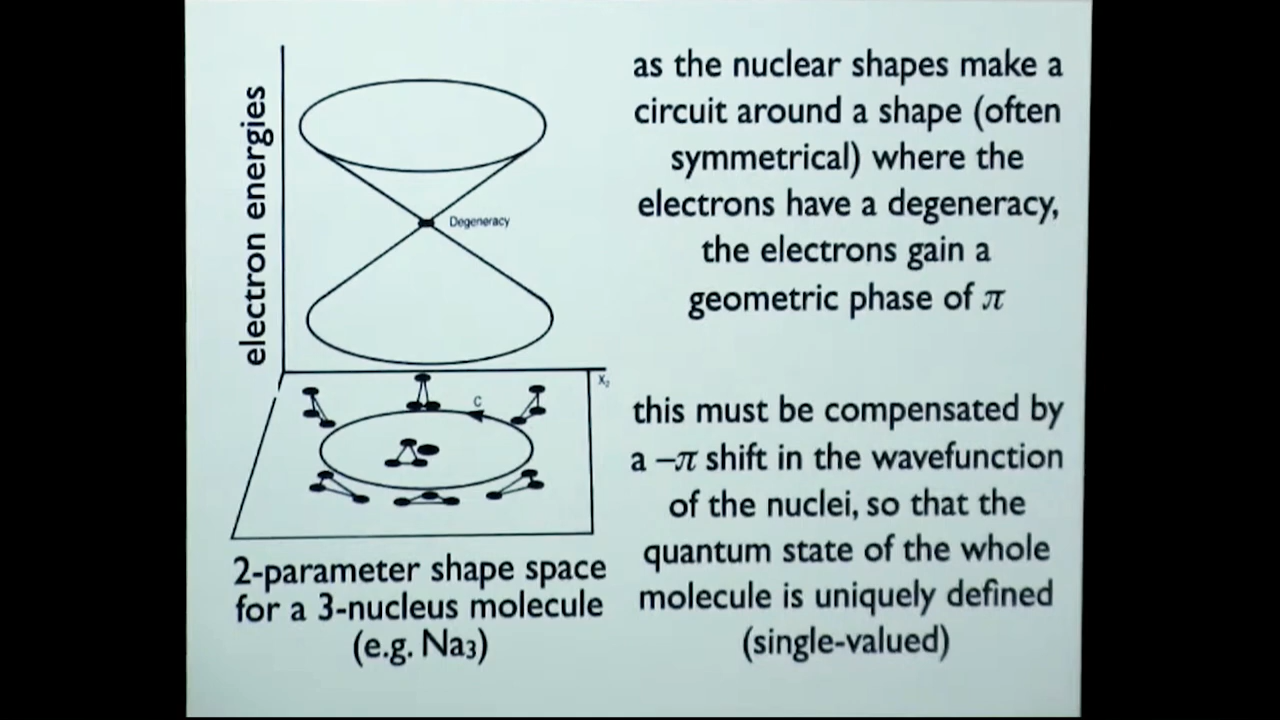 electron energies
Degeneracy
X₂
C
2-parameter shape space
for a 3-nucleus molecule
(e.g. Na₃)
as the nuclear shapes make a
circuit around a shape (often
symmetrical) where the
electrons have a degeneracy,
the electrons gain a
geometric phase of π
this must be compensated by
a –π shift in the wavefunction
of the nuclei, so that the
quantum state of the whole
molecule is uniquely defined
(single-valued)